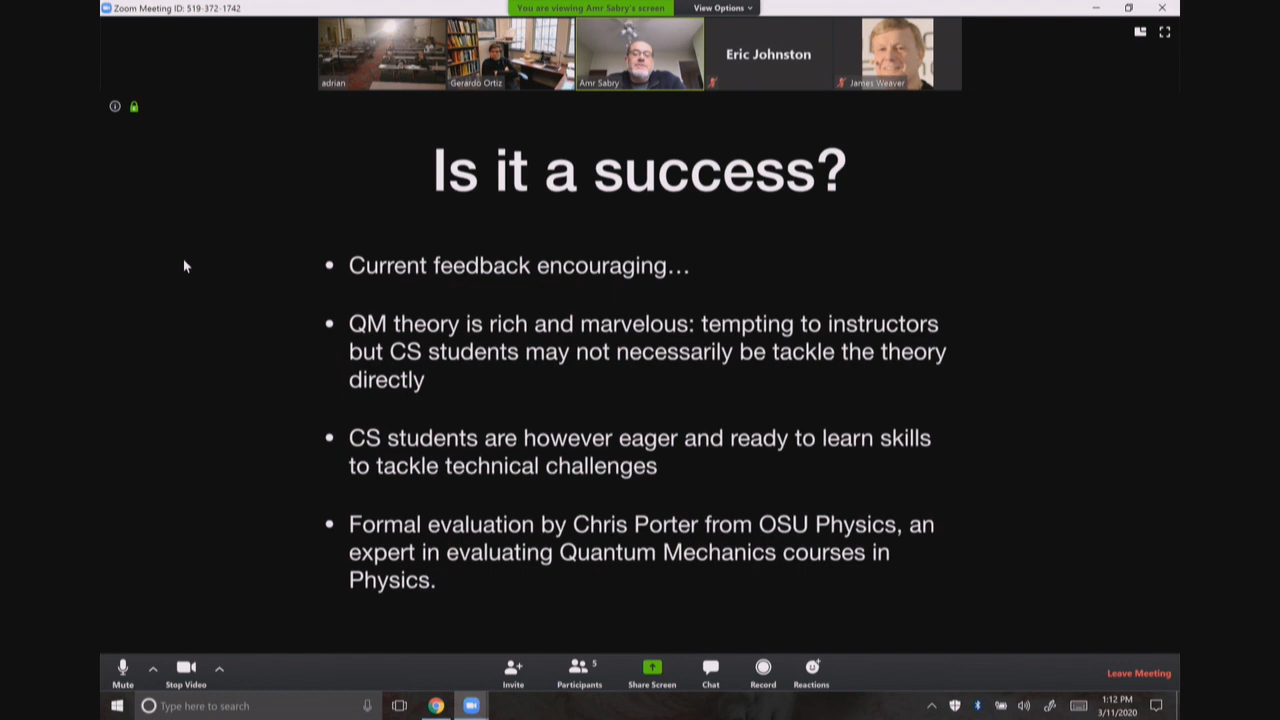 Zoom Meeting ID: 519-372-1742
You are viewing Amr Sabry's screen
View Options
adrian
Gerardo Ortiz
Amr Sabry
Eric Johnston
James Weaver
Is it a success?
• Current feedback encouraging…
• QM theory is rich and marvelous: tempting to instructors
but CS students may not necessarily be tackle the theory
directly
• CS students are however eager and ready to learn skills
to tackle technical challenges
• Formal evaluation by Chris Porter from OSU Physics, an
expert in evaluating Quantum Mechanics courses in
Physics.
Mute
Stop Video
Invite
5
Participants
Share Screen
Chat
Record
Reactions
Leave Meeting
Type here to search
1:12 PM
3/11/2020